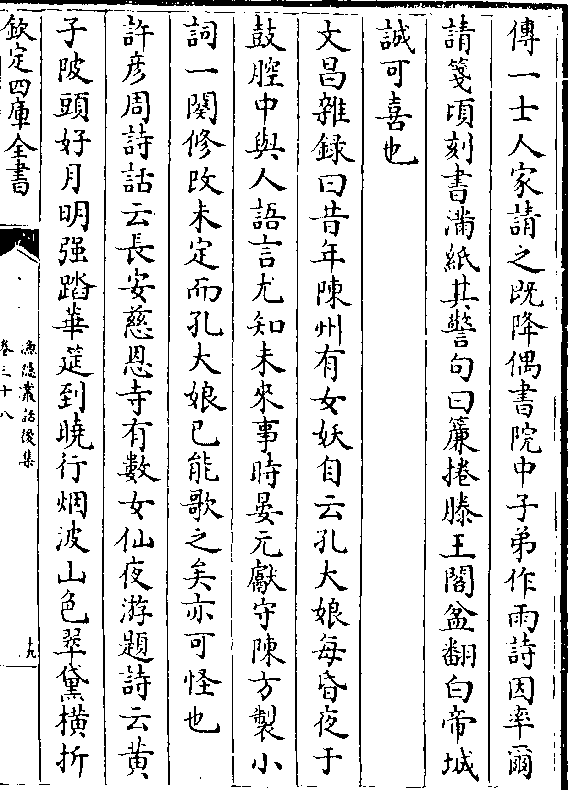 傳一士人家請之既降偶書院中子弟作雨詩因率爾
請箋頃刻書滿紙其警句曰簾捲滕王閣盆翻白帝城
誠可喜也
文昌雜録曰昔年陳州有女妖自云孔大娘每昏夜于
鼓腔中與人語言尤知未來事時晏元獻守陳方製小
詞一闋修改未定而孔大娘已能歌之矣亦可怪也
許彦周詩話云長安慈恩寺有數女仙夜游題詩云黄
子陂頭好月明强踏華筵到曉行烟波山色翠黛横折
欽定四庫全書
漁隱叢話後集
卷三十八
十九